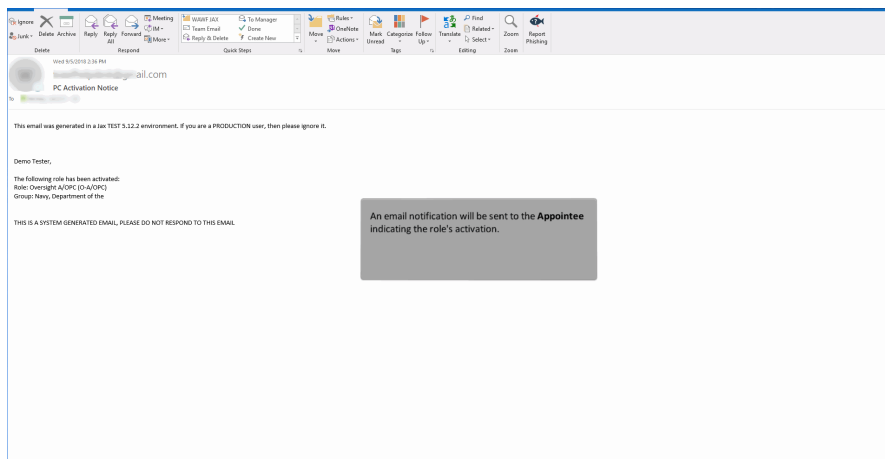 Ignore
Junk
Delete
Archive
Reply
Reply All
Forward
Meeting
IM
More
WAWF JAX
Team Email
Reply & Delete
To Manager
Done
Create New
Move
Rules
OneNote
Actions
Mark Unread
Categorize
Follow Up
Translate
Find
Related
Select
Zoom
Report Phishing
Delete
Respond
Quick Steps
Move
Tags
Editing
Zoom
Wed 9/5/2018 2:36 PM
ail.com
PC Activation Notice
To
This email was generated in a Jax TEST 5.12.2 environment. If you are a PRODUCTION user, then please ignore it.
Demo Tester,
The following role has been activated:
Role: Oversight A/OPC (O-A/OPC)
Group: Navy, Department of the
THIS IS A SYSTEM GENERATED EMAIL, PLEASE DO NOT RESPOND TO THIS EMAIL
An email notification will be sent to the Appointee
indicating the role's activation.